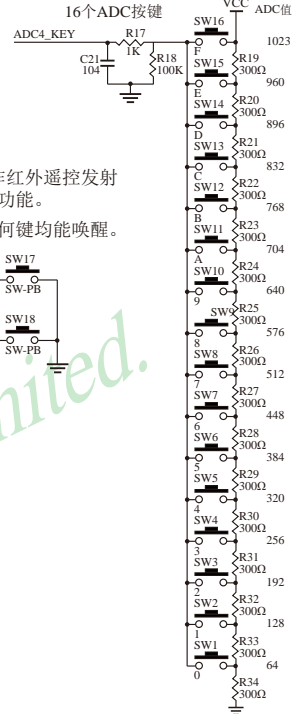 16个ADC按键
VCC
ADC值
ADC4_KEY
R17
1K
C21
104
R18
100K
SW16
F
1023
R19
300Ω
SW15
E
960
R20
300Ω
SW14
D
896
R21
300Ω
SW13
C
832
R22
300Ω
SW12
B
768
R23
300Ω
SW11
A
704
R24
300Ω
SW10
9
640
R25
300Ω
SW9
8
576
R26
300Ω
SW8
7
512
R27
300Ω
SW7
6
448
R28
300Ω
SW6
5
384
R29
300Ω
SW5
4
320
R30
300Ω
SW4
3
256
R31
300Ω
SW3
2
192
R32
300Ω
SW2
1
128
R33
300Ω
SW1
0
64
R34
300Ω
红外遥控发射
功能。
何键均能唤醒。
SW17
SW-PB
SW18
SW-PB
mited.